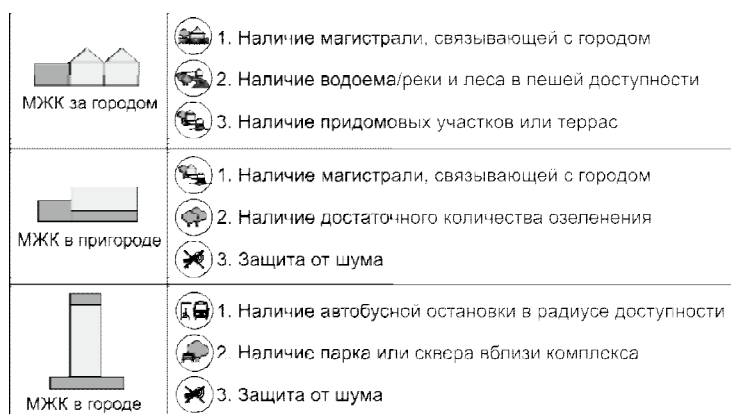 1. Наличие магистрали, связывающей с городом
2. Наличие водоема/реки и леса в пешей доступности
МЖК за городом
3. Наличие придомовых участков или террас
1. Наличие магистрали, связывающей с городом
2. Наличие достаточного количества озеленения
МЖК в пригороде
3. Защита от шума
1. Наличие автобусной остановки в радиусе доступности
2. Наличие парка или сквера вблизи комплекса
3. Защита от шума
МЖК в городе